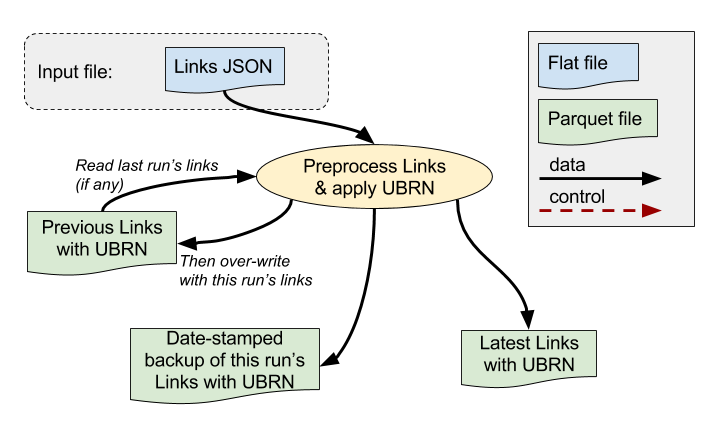 Input file:
Links JSON
Flat file
Parquet file
data
control
Preprocess Links
& apply UBRN
Read last run's links
(if any)
Previous Links
with UBRN
Then over-write
with this run's links
Date-stamped
backup of this run's
Links with UBRN
Latest Links
with UBRN